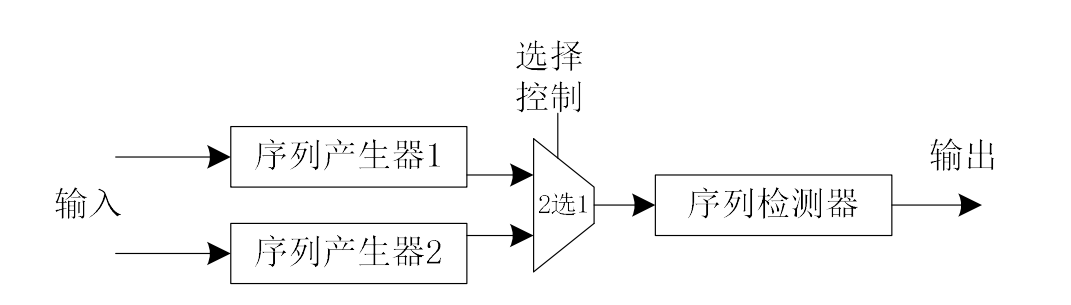 选择
控制
序列产生器1
输出
输入
2选1
序列检测器
序列产生器2